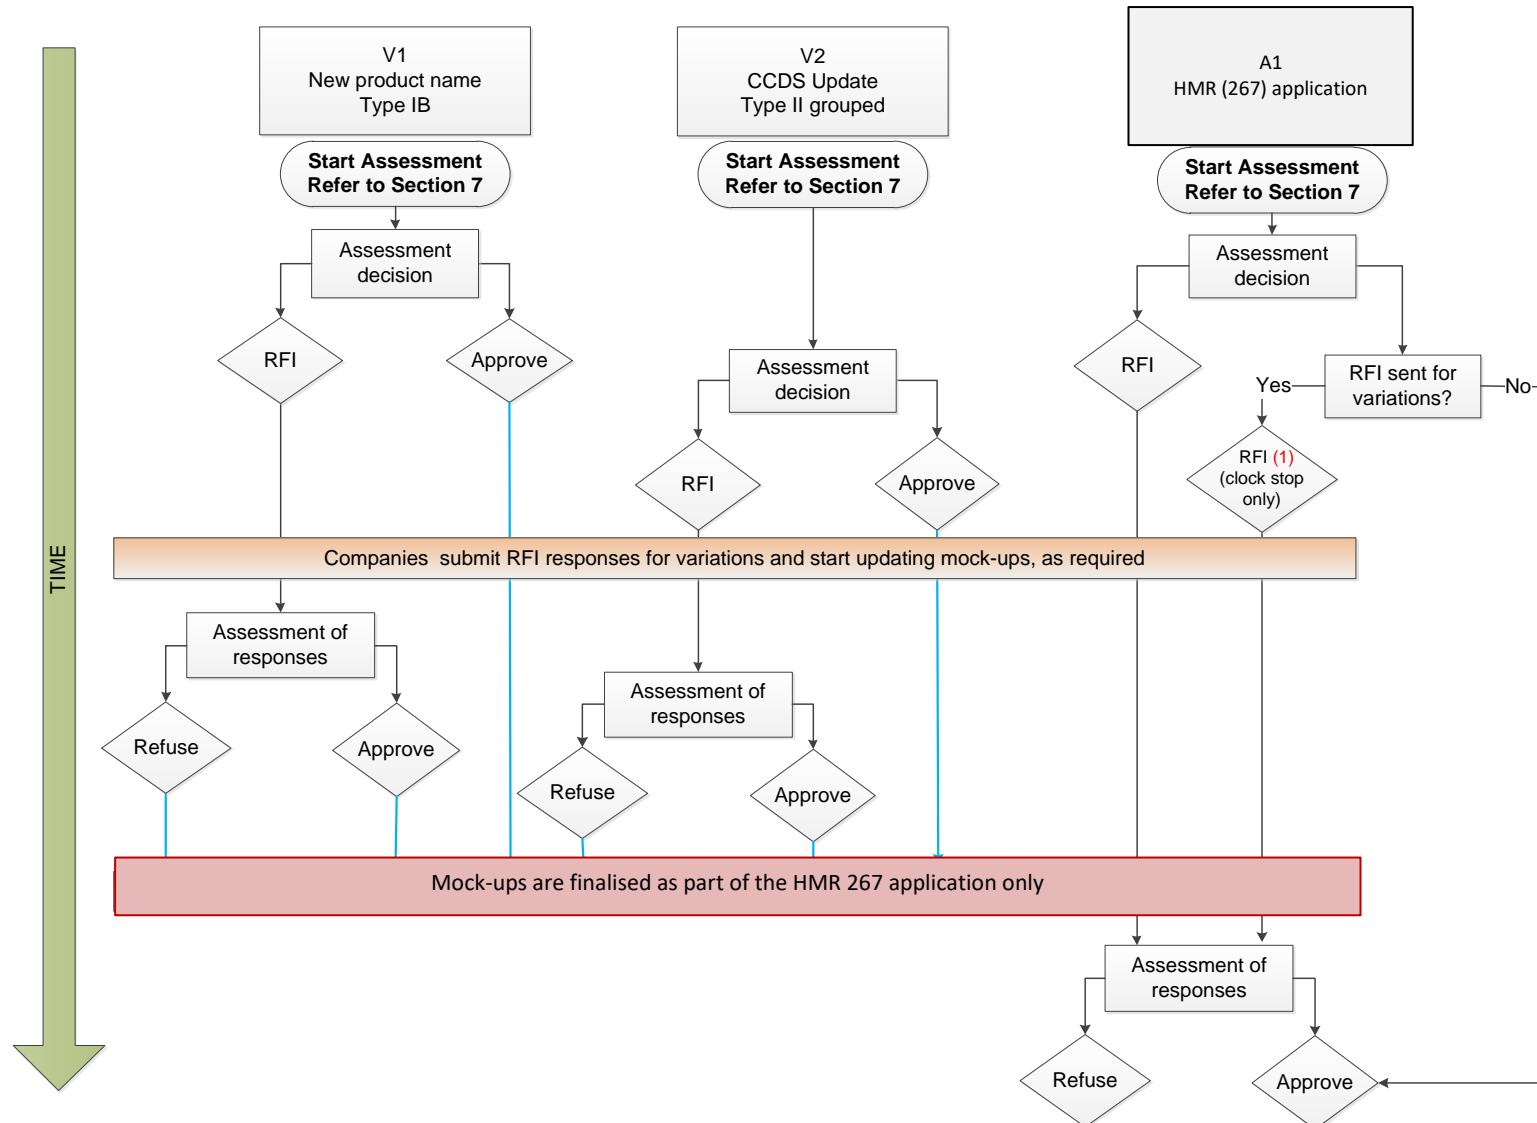 V1
New product name
Type IB
V2
CCDS Update
Type II grouped
A1
HMR (267) application
Start Assessment
Refer to Section 7
Start Assessment
Refer to Section 7
Start Assessment
Refer to Section 7
Assessment
decision
Assessment
decision
RFI
Approve
Assessment
decision
RFI
RFI sent for
variations?
Yes
No
RFI
Approve
RFI (1)
(clock stop
only)
TIME
Companies submit RFI responses for variations and start updating mock-ups, as required
Assessment of
responses
Assessment of
responses
Refuse
Approve
Refuse
Approve
Mock-ups are finalised as part of the HMR 267 application only
Assessment of
responses
Refuse
Approve